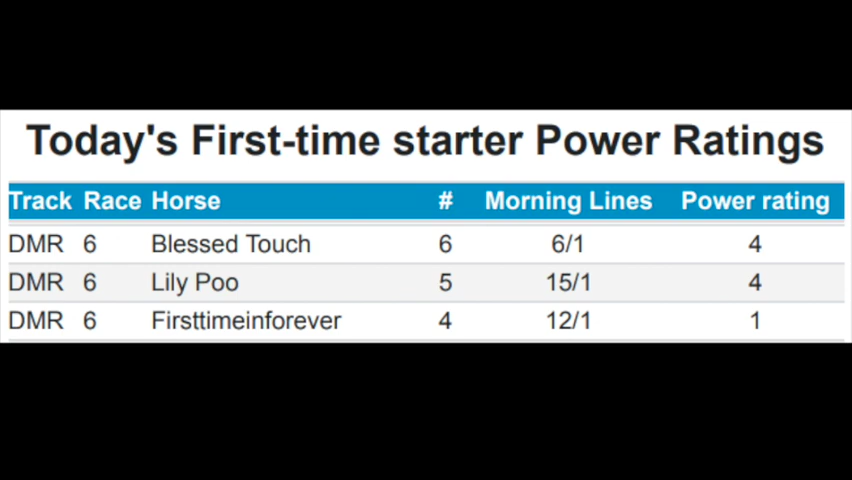 Today's First-time starter Power Ratings
Track Race Horse # Morning Lines Power rating
DMR 6 Blessed Touch 6 6/1 4
DMR 6 Lily Poo 5 15/1 4
DMR 6 Firsttimeinforever 4 12/1 1